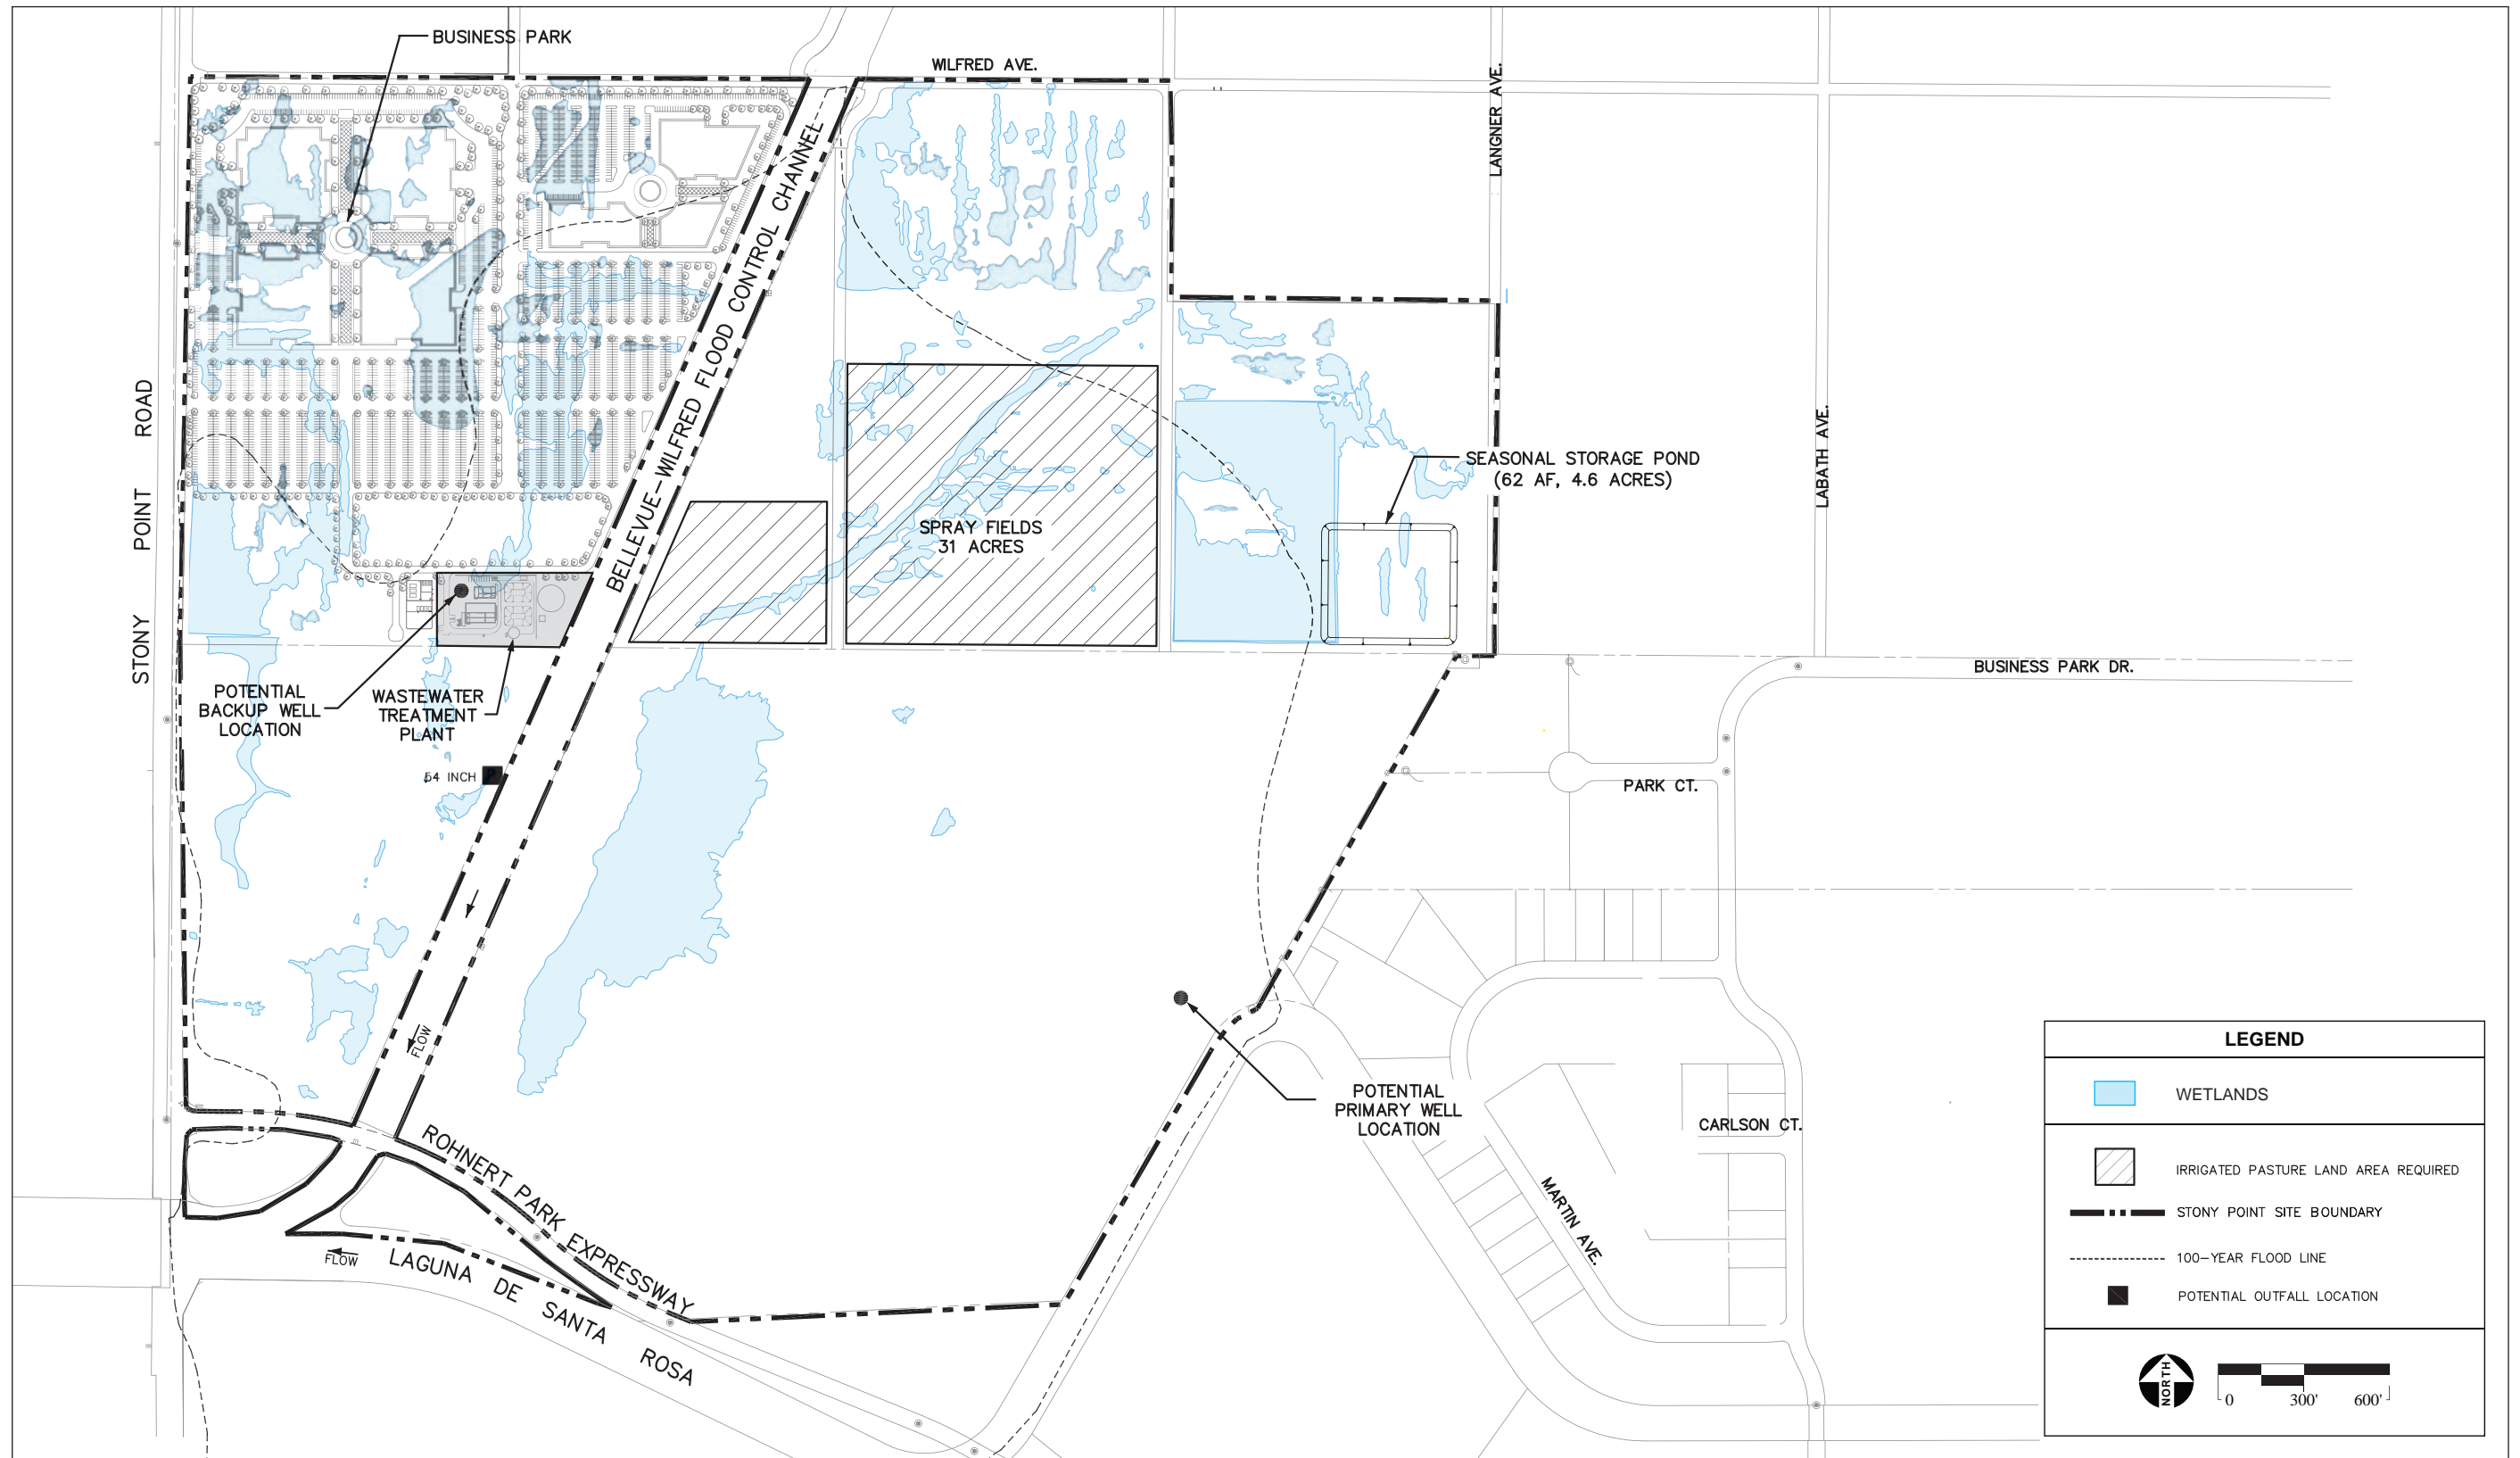 BUSINESS PARK
WILFRED AVE.
LANGNER AVE.
LABATH AVE.
STONY POINT ROAD
BELLEVUE-WILFRED FLOOD CONTROL CHANNEL
SEASONAL STORAGE POND
(62 AF, 4.6 ACRES)
SPRAY FIELDS
31 ACRES
BUSINESS PARK DR.
POTENTIAL
BACKUP WELL
LOCATION
WASTEWATER
TREATMENT
PLANT
54 INCH
PARK CT.
FLOW
POTENTIAL
PRIMARY WELL
LOCATION
CARLSON CT.
MARTIN AVE.
ROHNERT PARK EXPRESSWAY
FLOW
LAGUNA DE SANTA ROSA
LEGEND
WETLANDS
IRRIGATED PASTURE LAND AREA REQUIRED
STONY POINT SITE BOUNDARY
100-YEAR FLOOD LINE
POTENTIAL OUTFALL LOCATION
NORTH
0 300' 600'